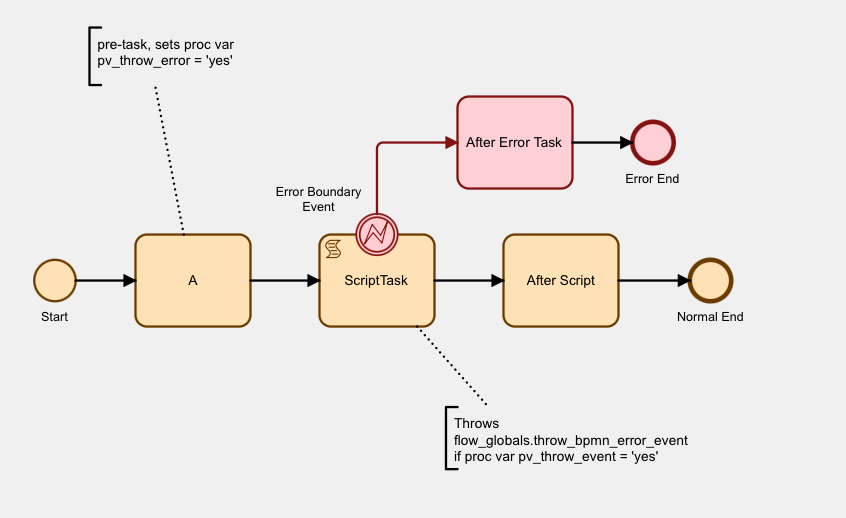 pre-task, sets proc var
pv_throw_error = 'yes'
After Error Task
Error End
Error Boundary
Event
Start
A
ScriptTask
After Script
Normal End
Throws
flow_globals.throw_bpmn_error_event
if proc var pv_throw_event = 'yes'